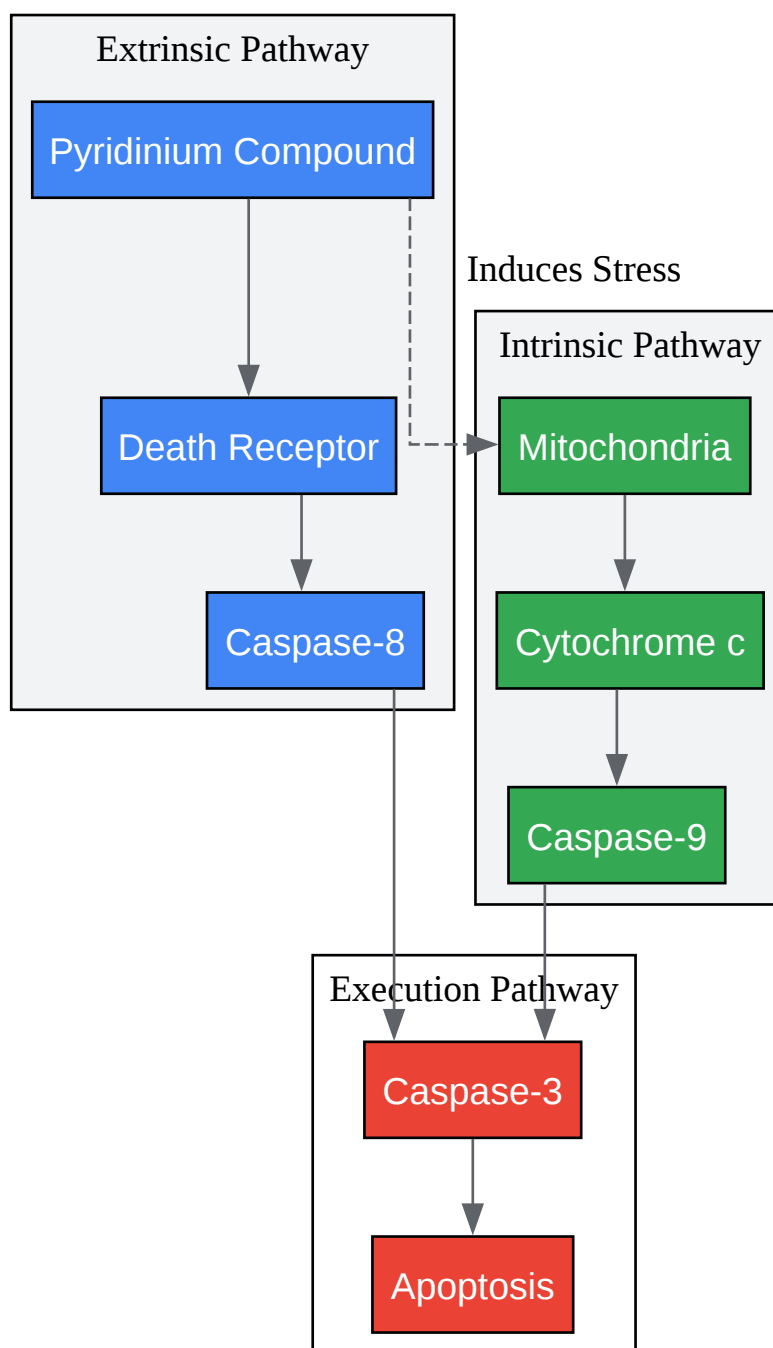 Extrinsic Pathway
Pyridinium Compound
Induces Stress
Intrinsic Pathway
Death Receptor
Mitochondria
Caspase-8
Cytochrome c
Caspase-9
Execution Pathway
Caspase-3
Apoptosis